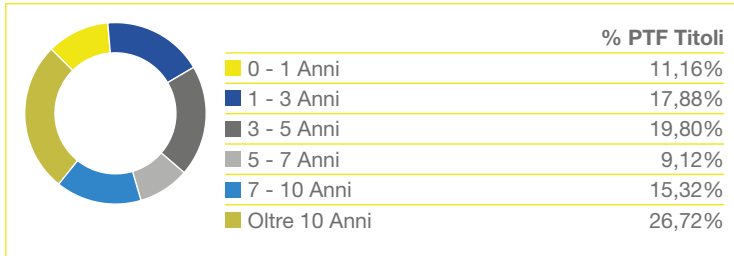 % PTF Titoli
0 - 1 Anni 11,16%
1 - 3 Anni 17,88%
3 - 5 Anni 19,80%
5 - 7 Anni 9,12%
7 - 10 Anni 15,32%
Oltre 10 Anni 26,72%